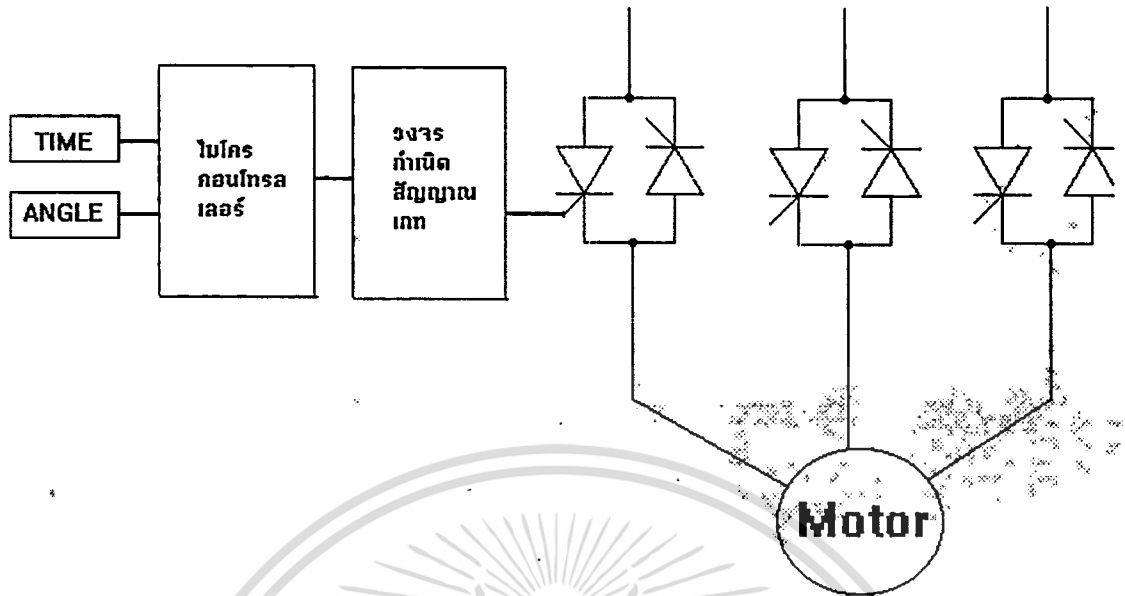 TIME
ANGLE
ไมโคร
คอนโทรล
เลอร์
วงจร
กำเนิด
สัญญาณ
เกท
Motor